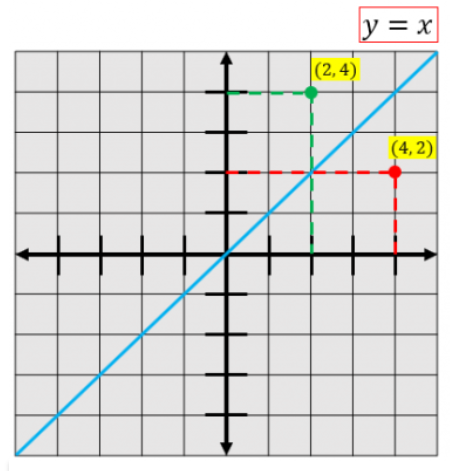 y = x
(2, 4)
(4, 2)